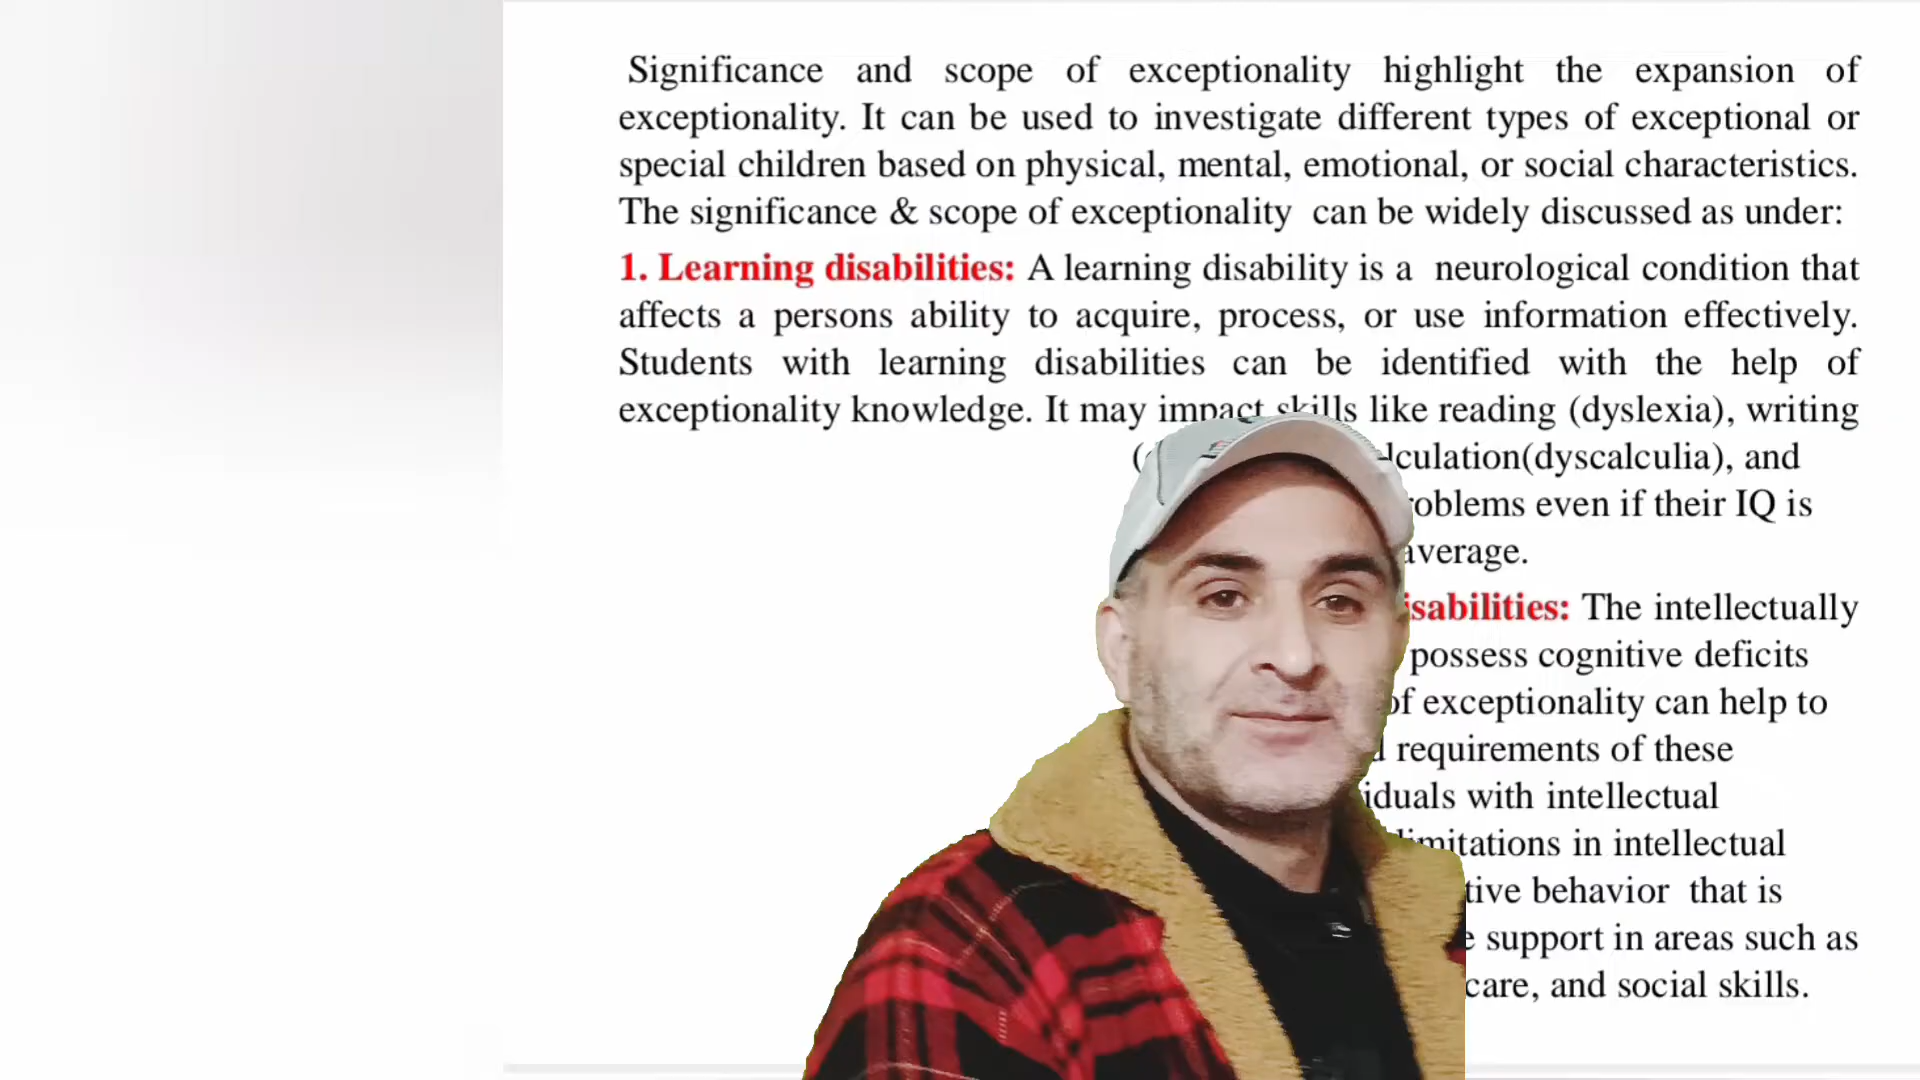 Significance and scope of exceptionality highlight the expansion of
exceptionality. It can be used to investigate different types of exceptional or
special children based on physical, mental, emotional, or social characteristics.
The significance & scope of exceptionality can be widely discussed as under:
1. Learning disabilities: A learning disability is a neurological condition that
affects a persons ability to acquire, process, or use information effectively.
Students with learning disabilities can be identified with the help of
exceptionality knowledge. It may impact skills like reading (dyslexia), writing
(dyscalculia), and
even if their IQ is
average.
The intellectually
possess cognitive deficits
of exceptionality can help to
requirements of these
with intellectual
limitations in intellectual
behavior that is
support in areas such as
care, and social skills.